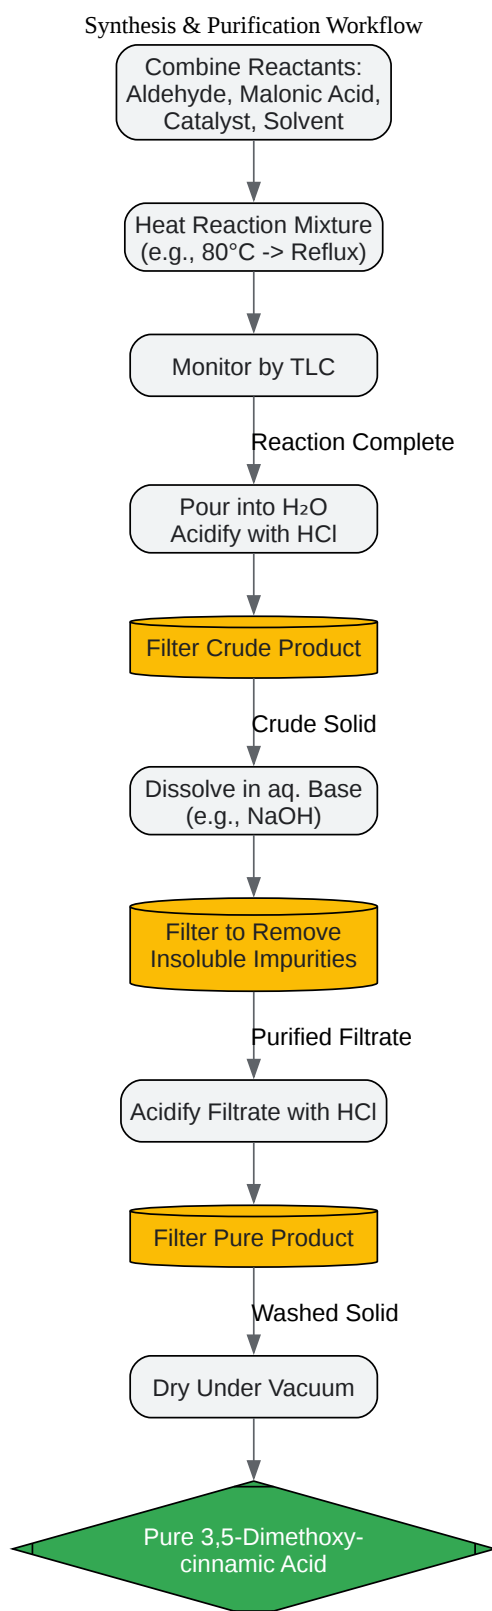 Synthesis & Purification Workflow
Combine Reactants:
Aldehyde, Malonic Acid,
Catalyst, Solvent
Heat Reaction Mixture
(e.g., 80°C -> Reflux)
Monitor by TLC
Reaction Complete
Pour into H₂O
Acidify with HCl
Filter Crude Product
Crude Solid
Dissolve in aq. Base
(e.g., NaOH)
Filter to Remove
Insoluble Impurities
Purified Filtrate
Acidify Filtrate with HCl
Filter Pure Product
Washed Solid
Dry Under Vacuum
Pure 3,5-Dimethoxy-
cinnamic Acid